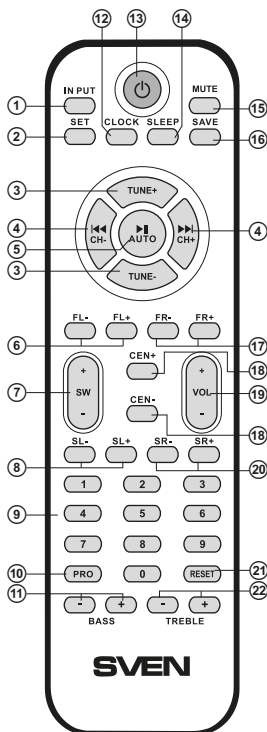 12 13 14
IN PUT MUTE
1 15
SET CLOCK SLEEP SAVE
2 16
3 TUNE+
4 CH- AUTO CH+ 4
5
3 TUNE-
FL- FL+ FR- FR+
6 17
CEN+ 18
+ +
7 SW VOL 19
- -
CEN- 18
SL- SL+ SR- SR+
8 20
1 2 3
9 4 5 6
7 8 9
10 PRO 0 RESET 21
11 - + - + 22
BASS TREBLE
SVEN